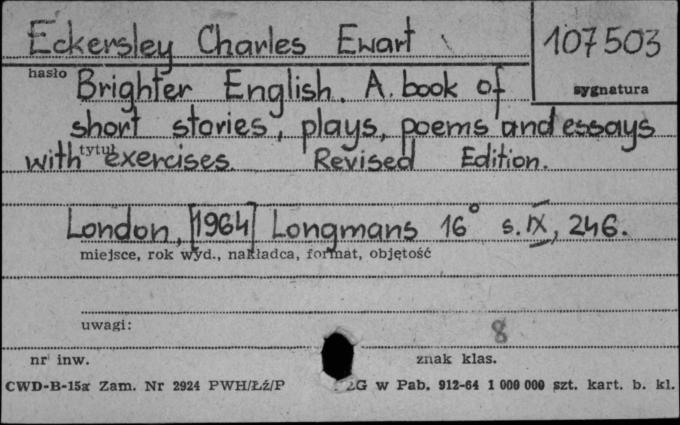 Eckersley Charles Ewart
107503
hasło
sygnatura
Brighter English. A. book of
short stories, plays, poems and essays
tytuł
with exercises. Revised Edition.
London, [1964] Longmans 16° s. IX, 246.
miejsce, rok wyd., nakładca, format, objętość
uwagi:
8
nr inw.
znak klas.
CWD-B-15a Zam. Nr 2924 PWH/Łź/P
ZG w Pab. 912-64 1 000 000 szt. kart. b. kl.